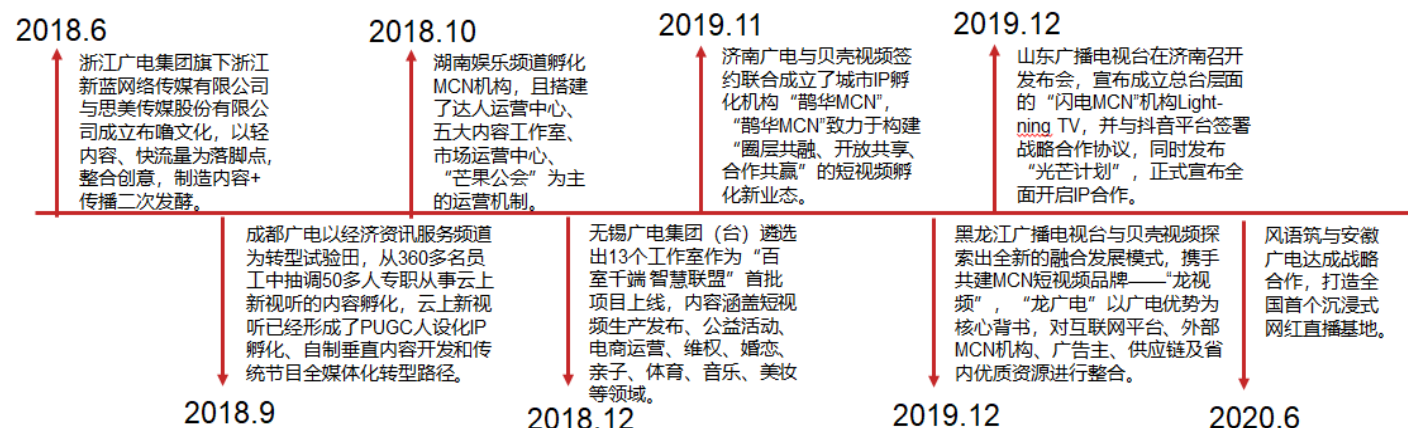 2018.6
浙江广电集团旗下浙江
新蓝网络传媒有限公司
与思美传媒股份有限公
司成立布噜文化，以轻
内容、快流量为落脚点，
整合创意，制造内容+
传播二次发酵。
2018.10
湖南娱乐频道孵化
MCN机构，且搭建
了达人运营中心、
五大内容工作室、
市场运营中心、
“芒果公会”为主
的运营机制。
2019.11
济南广电与贝壳视频签
约联合成立了城市IP孵
化机构“鹊华MCN”，
“鹊华MCN”致力于构建
“圈层共融、开放共享、
合作共赢”的短视频孵
化新业态。
2019.12
山东广播电视台在济南召开
发布会，宣布成立总台层面
的“闪电MCN”机构Light-
ning TV，并与抖音平台签署
战略合作协议，同时发布
“光芒计划”，正式宣布全
面开启IP合作。
成都广电以经济资讯服务频道
为转型试验田，从360多名员
工中抽调50多人专职从事云上
新视听的内容孵化，云上新视
听已经形成了PUGC人设化IP
孵化、自制垂直内容开发和传
统节目全媒体化转型路径。
2018.9
无锡广电集团（台）遴选
出13个工作室作为“百
室千端 智慧联盟”首批
项目上线，内容涵盖短视
频生产发布、公益活动、
电商运营、维权、婚恋、
亲子、体育、音乐、美妆
等领域。
2018.12
黑龙江广播电视台与贝壳视频探
索出全新的融合发展模式，携手
共建MCN短视频品牌——“龙视
频”，“龙广电”以广电优势为
核心背书，对互联网平台、外部
MCN机构、广告主、供应链及省
内优质资源进行整合。
2019.12
风语筑与安徽
广电达成战略
合作，打造全
国首个沉浸式
网红直播基地。
2020.6